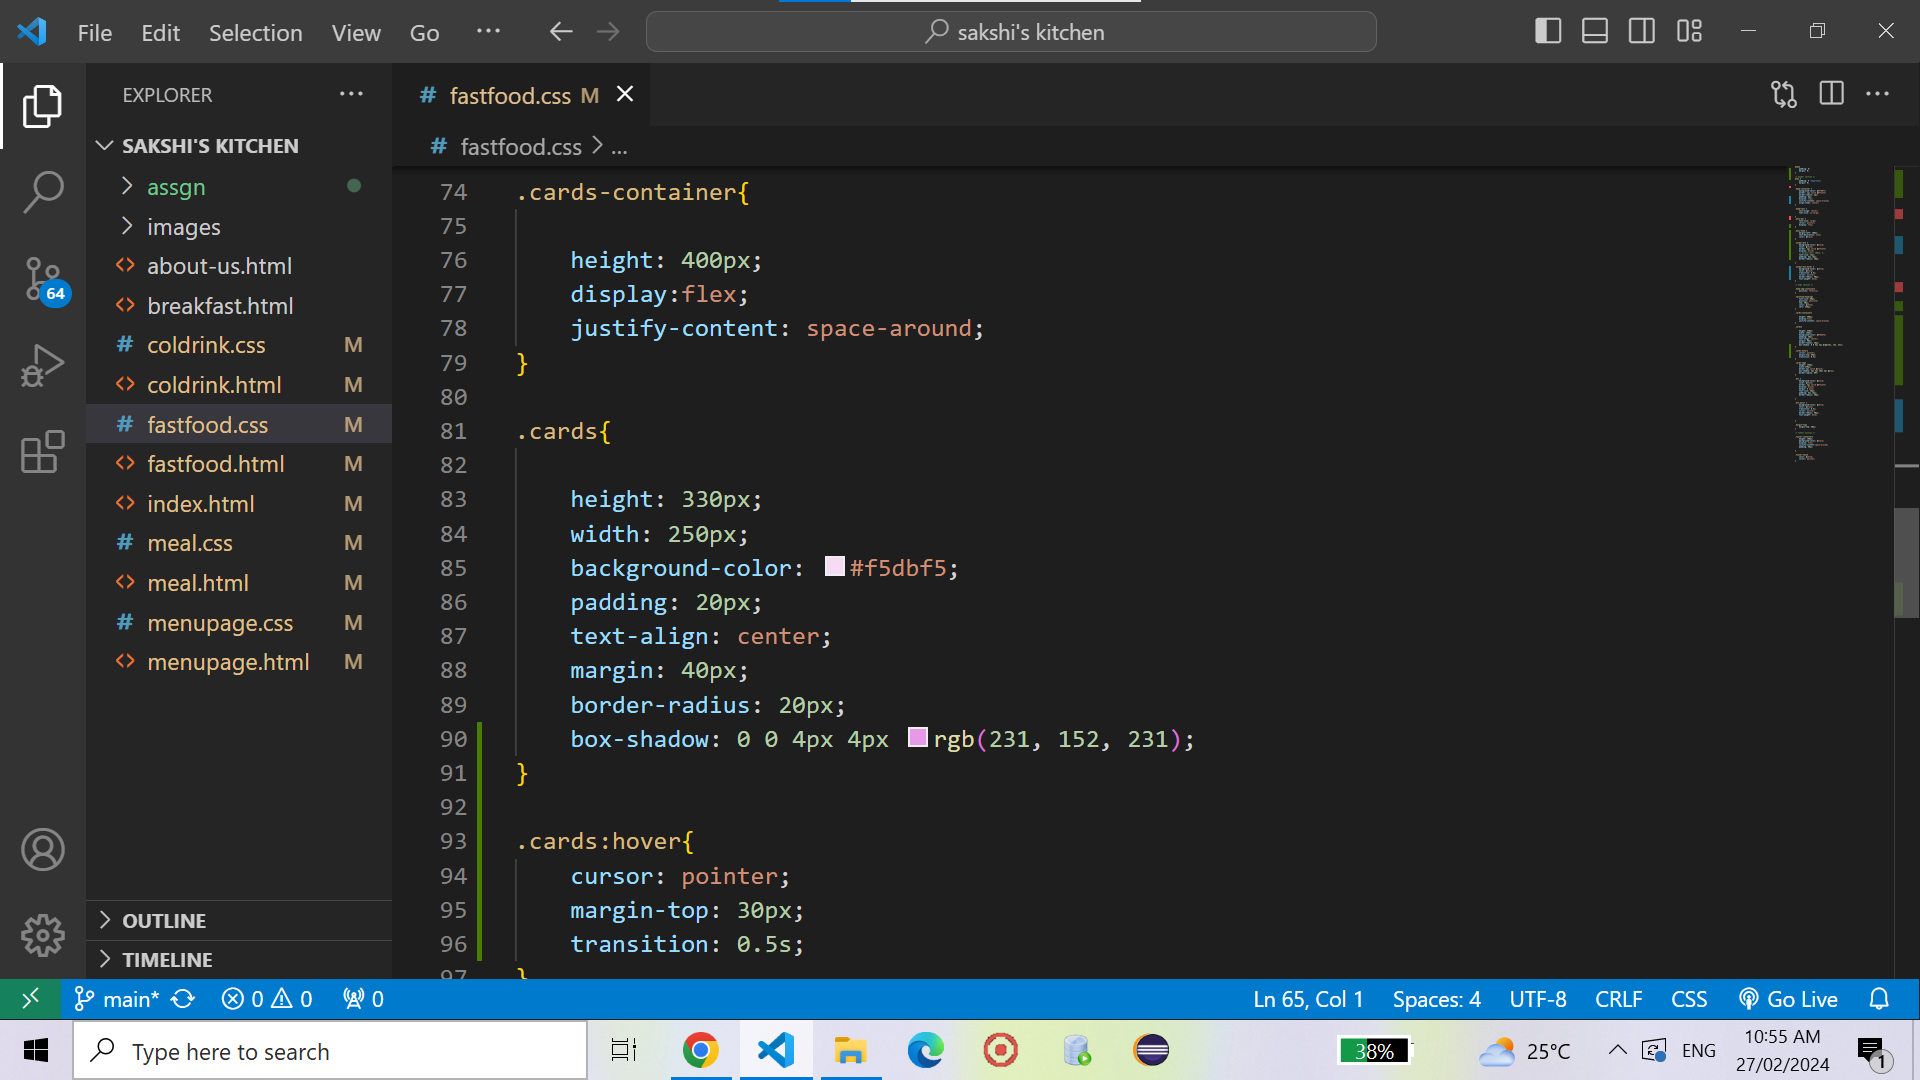 File Edit Selection View Go ··· sakshi's kitchen
EXPLORER ···
SAKSHI'S KITCHEN
assgn
images
about-us.html
breakfast.html
coldrink.css M
coldrink.html M
fastfood.css M
fastfood.html M
index.html M
meal.css M
meal.html M
menupage.css M
menupage.html M
OUTLINE
TIMELINE
64
# fastfood.css M
# fastfood.css > ...
74 .cards-container{
75
76 height: 400px;
77 display:flex;
78 justify-content: space-around;
79 }
80
81 .cards{
82
83 height: 330px;
84 width: 250px;
85 background-color: #f5dbf5;
86 padding: 20px;
87 text-align: center;
88 margin: 40px;
89 border-radius: 20px;
90 box-shadow: 0 0 4px 4px rgb(231, 152, 231);
91 }
92
93 .cards:hover{
94 cursor: pointer;
95 margin-top: 30px;
96 transition: 0.5s;
97 }
main* 0 0 0 Ln 65, Col 1 Spaces: 4 UTF-8 CRLF CSS Go Live
Type here to search 38% 25°C ENG 10:55 AM
27/02/2024 1